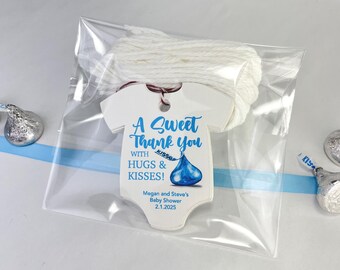 A Sweet
Thank You
WITH
HUGS &
KISSES!
Megan and Steve's
Baby Shower
2.1.2025